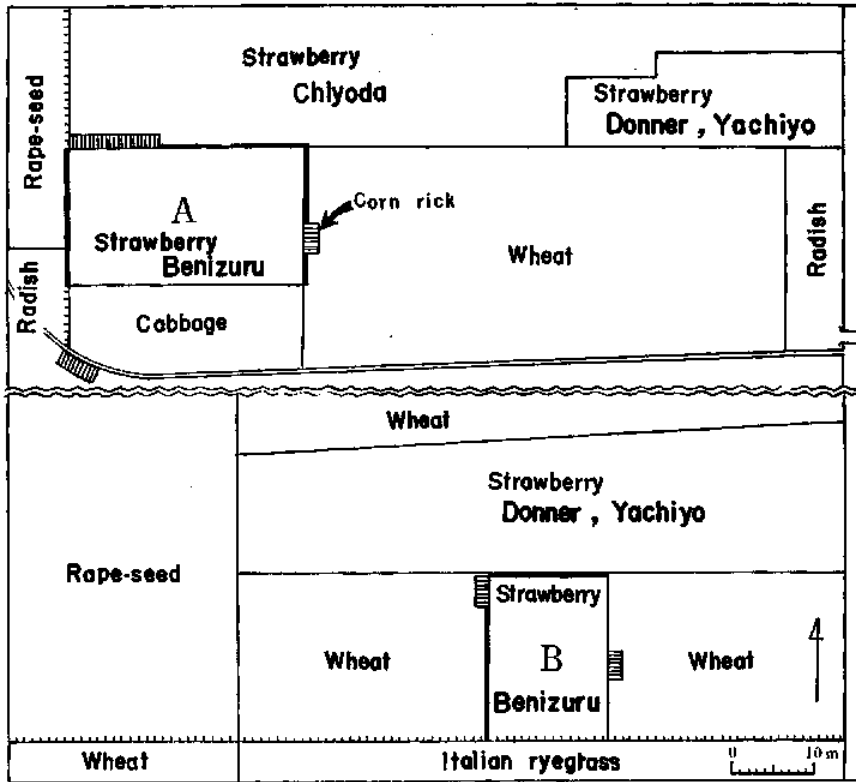 Strawberry
Chiyoda
Rape-seed
Strawberry
Donner , Yachiyo
A
Strawberry
Benizuru
Corn rick
Wheat
Radish
Radish
Cabbage
Wheat
Strawberry
Donner , Yachiyo
Rape-seed
Strawberry
Wheat
B
Wheat
Benizuru
Wheat
Italian ryegrass
0 10 m